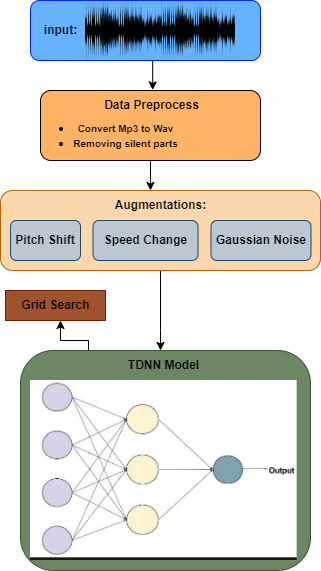 input:
Data Preprocess
• Convert Mp3 to Wav
• Removing silent parts
Augmentations:
Pitch Shift
Speed Change
Gaussian Noise
Grid Search
TDNN Model
Output